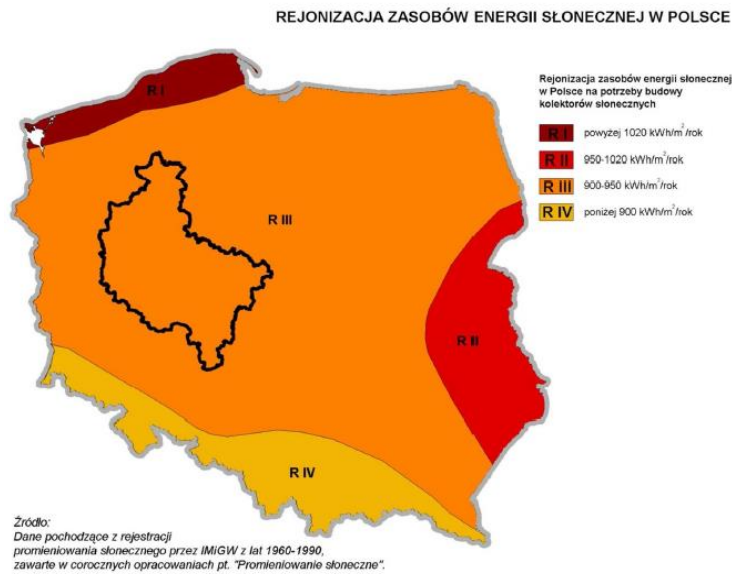 REJONIZACJA ZASOBÓW ENERGII SŁONECZNEJ W POLSCE
Rejonizacja zasobów energii słonecznej
w Polsce na potrzeby budowy
kolektorów słonecznych
R I powyżej 1020 kWh/m²/rok
R II 950-1020 kWh/m²/rok
R III 900-950 kWh/m²/rok
R IV poniżej 900 kWh/m²/rok
R I
R III
R II
R IV
Źródło:
Dane pochodzące z rejestracji
promieniowania słonecznego przez IMiGW z lat 1960-1990,
zawarte w corocznych opracowaniach pt. "Promieniowanie słoneczne".